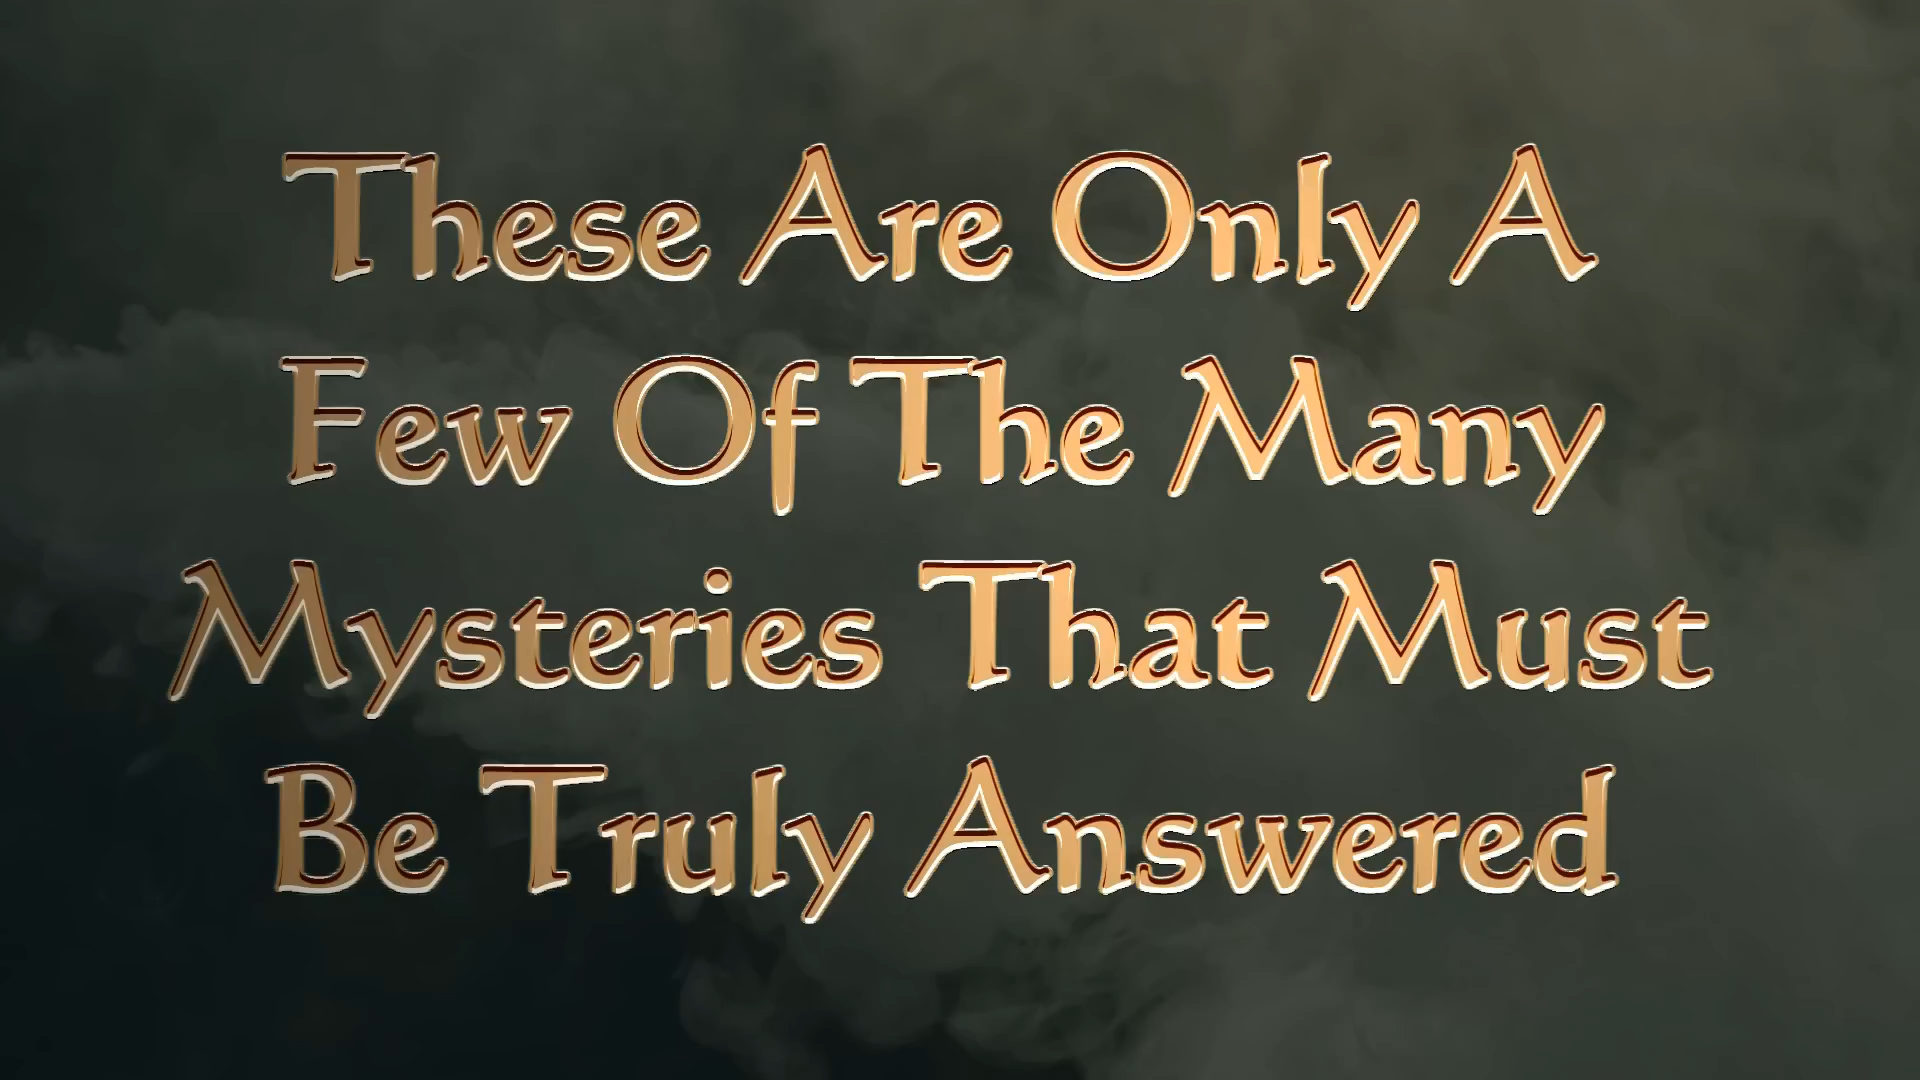 These Are Only A
Few Of The Many
Mysteries That Must
Be Truly Answered